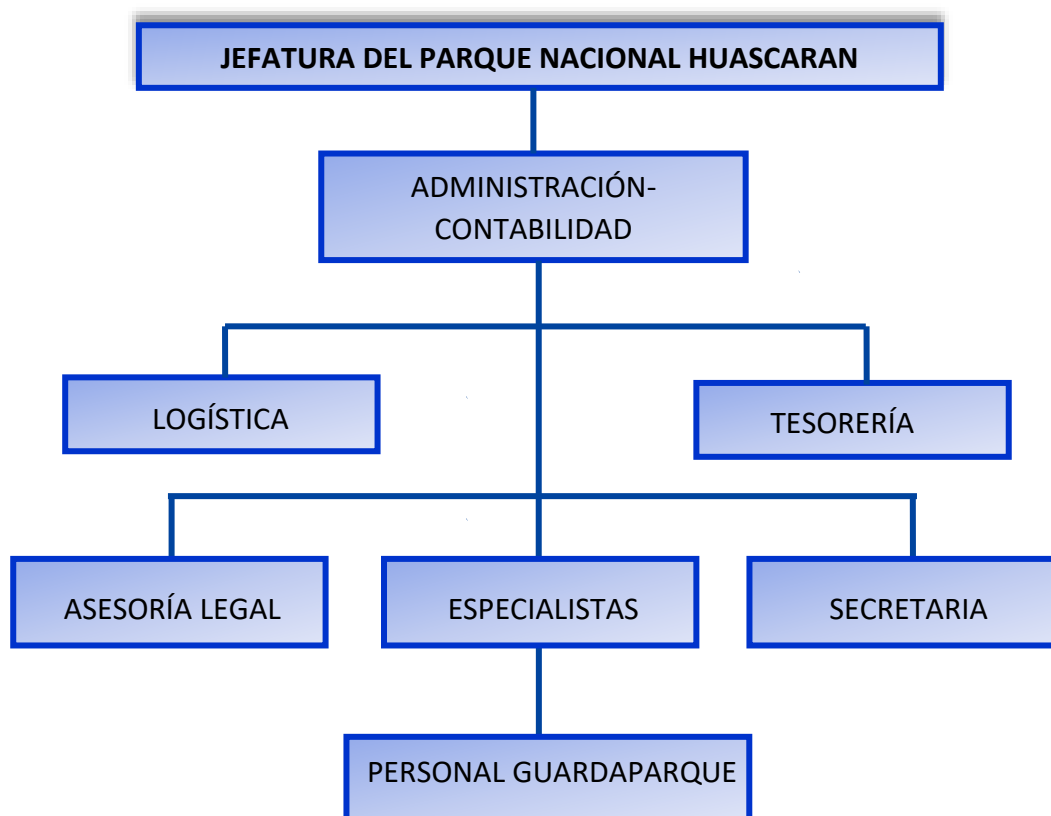 JEFATURA DEL PARQUE NACIONAL HUASCARAN
ADMINISTRACIÓN-
CONTABILIDAD
LOGÍSTICA
TESORERÍA
ASESORÍA LEGAL
ESPECIALISTAS
SECRETARIA
PERSONAL GUARDAPARQUE